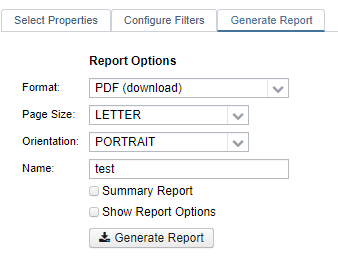 Select Properties Configure Filters Generate Report
Report Options
Format: PDF (download)
Page Size: LETTER
Orientation: PORTRAIT
Name: test
Summary Report
Show Report Options
Generate Report